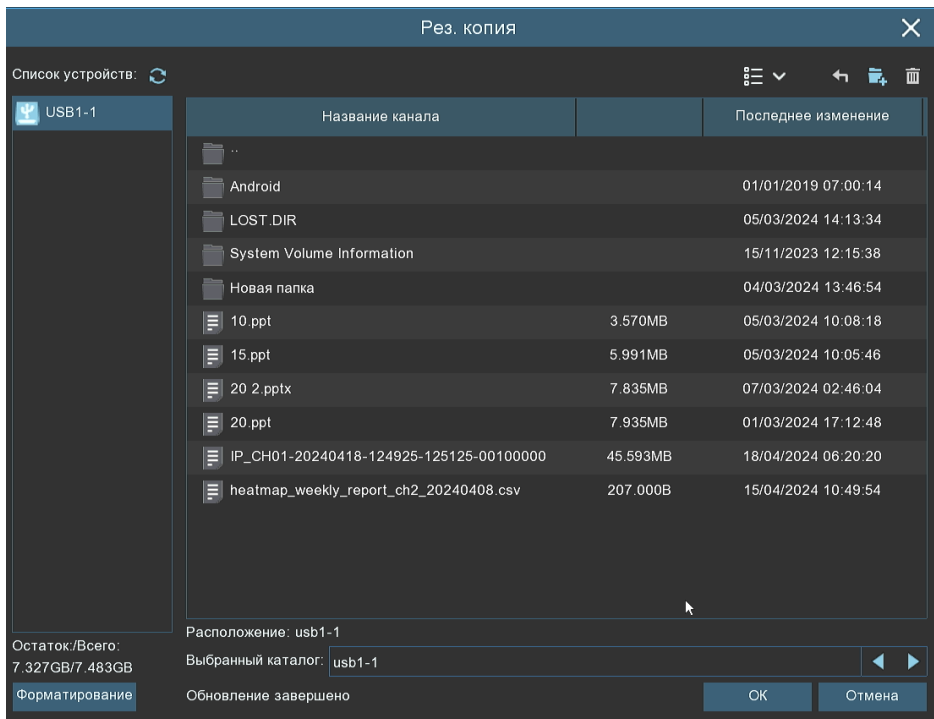 Рез. копия
Список устройств:
USB1-1
Название канала Последнее изменение
..
Android 01/01/2019 07:00:14
LOST.DIR 05/03/2024 14:13:34
System Volume Information 15/11/2023 12:15:38
Новая папка 04/03/2024 13:46:54
10.ppt 3.570MB 05/03/2024 10:08:18
15.ppt 5.991MB 05/03/2024 10:05:46
20 2.pptx 7.835MB 07/03/2024 02:46:04
20.ppt 7.935MB 01/03/2024 17:12:48
IP_CH01-20240418-124925-125125-00100000 45.593MB 18/04/2024 06:20:20
heatmap_weekly_report_ch2_20240408.csv 207.000B 15/04/2024 10:49:54
Расположение: usb1-1
Остаток:/Всего:
7.327GB/7.483GB
Выбранный каталог: usb1-1
Форматирование
Обновление завершено
OK Отмена